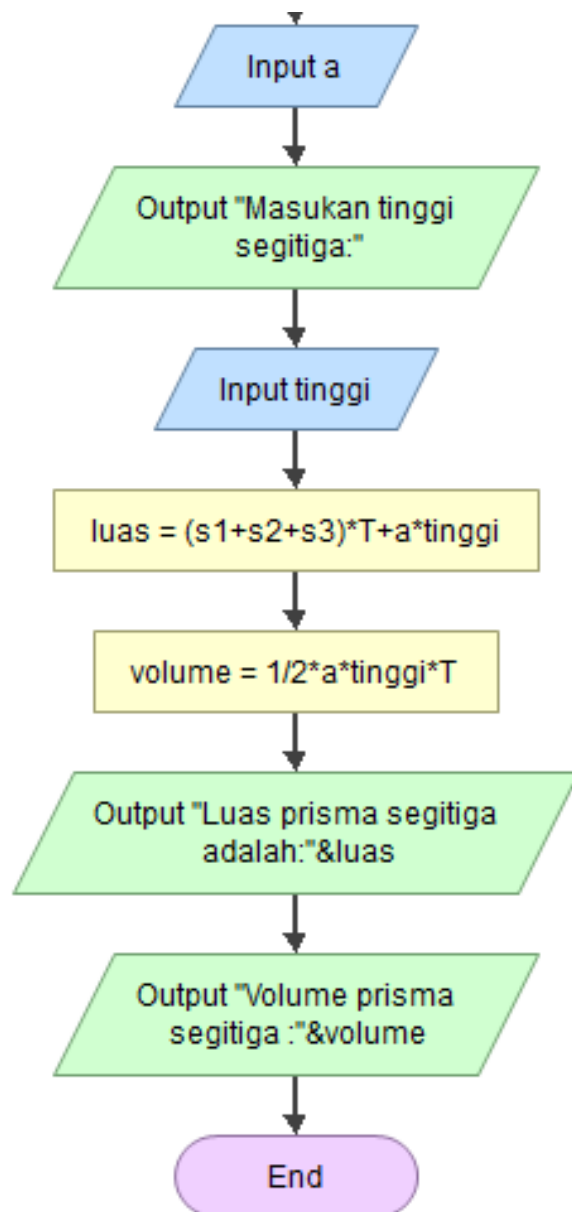 Input a
Output "Masukan tinggi
segitiga:"
Input tinggi
luas = (s1+s2+s3)*T+a*tinggi
volume = 1/2*a*tinggi*T
Output "Luas prisma segitiga
adalah:"&luas
Output "Volume prisma
segitiga :"&volume
End